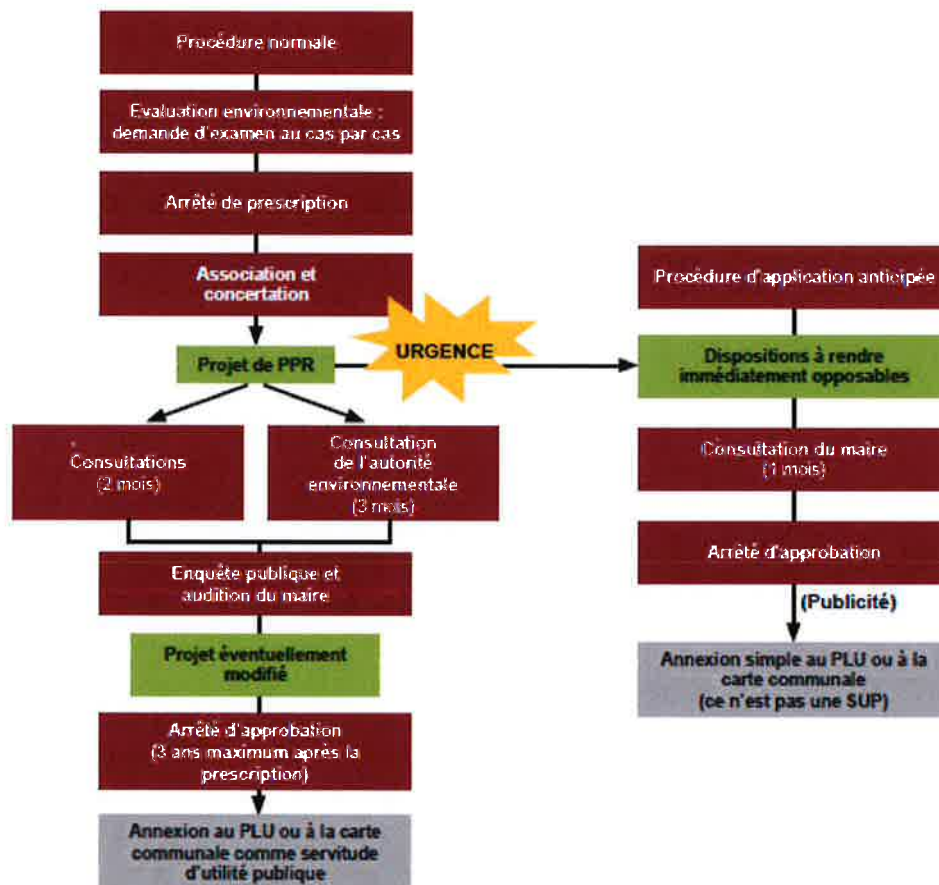 Procédure normale
Evaluation environnementale :
demande d'examen au cas par cas
Arrêté de prescription
Association et
concertation
Projet de PPR
URGENCE
Consultations
(2 mois)
Consultation
de l'autorité
environnementale
(3 mois)
Enquête publique et
audition du maire
Projet éventuellement
modifié
Arrêté d'approbation
(3 ans maximum après la
prescription)
Annexion au PLU ou à la carte
communale comme servitude
d'utilité publique
Procédure d'application anticipée
Dispositions à rendre
immédiatement opposables
Consultation du maire
(1 mois)
Arrêté d'approbation
(Publicité)
Annexion simple au PLU ou à la
carte communale
(ce n'est pas une SUP)